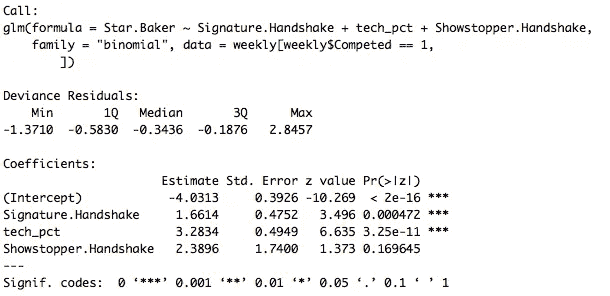 Call:
glm(formula = Star.Baker ~ Signature.Handshake + tech_pct + Showstopper.Handshake,
    family = "binomial", data = weekly[weekly$Competed == 1,
        ])
Deviance Residuals:
    Min      1Q  Median      3Q     Max
-1.3710 -0.5830 -0.3436 -0.1876  2.8457
Coefficients:
                      Estimate Std. Error z value Pr(>|z|)
(Intercept)            -4.0313     0.3926 -10.269  < 2e-16 ***
Signature.Handshake     1.6614     0.4752   3.496 0.000472 ***
tech_pct                3.2834     0.4949   6.635 3.25e-11 ***
Showstopper.Handshake   2.3896     1.7400   1.373 0.169645
---
Signif. codes:  0 ‘***’ 0.001 ‘**’ 0.01 ‘*’ 0.05 ‘.’ 0.1 ‘ ’ 1